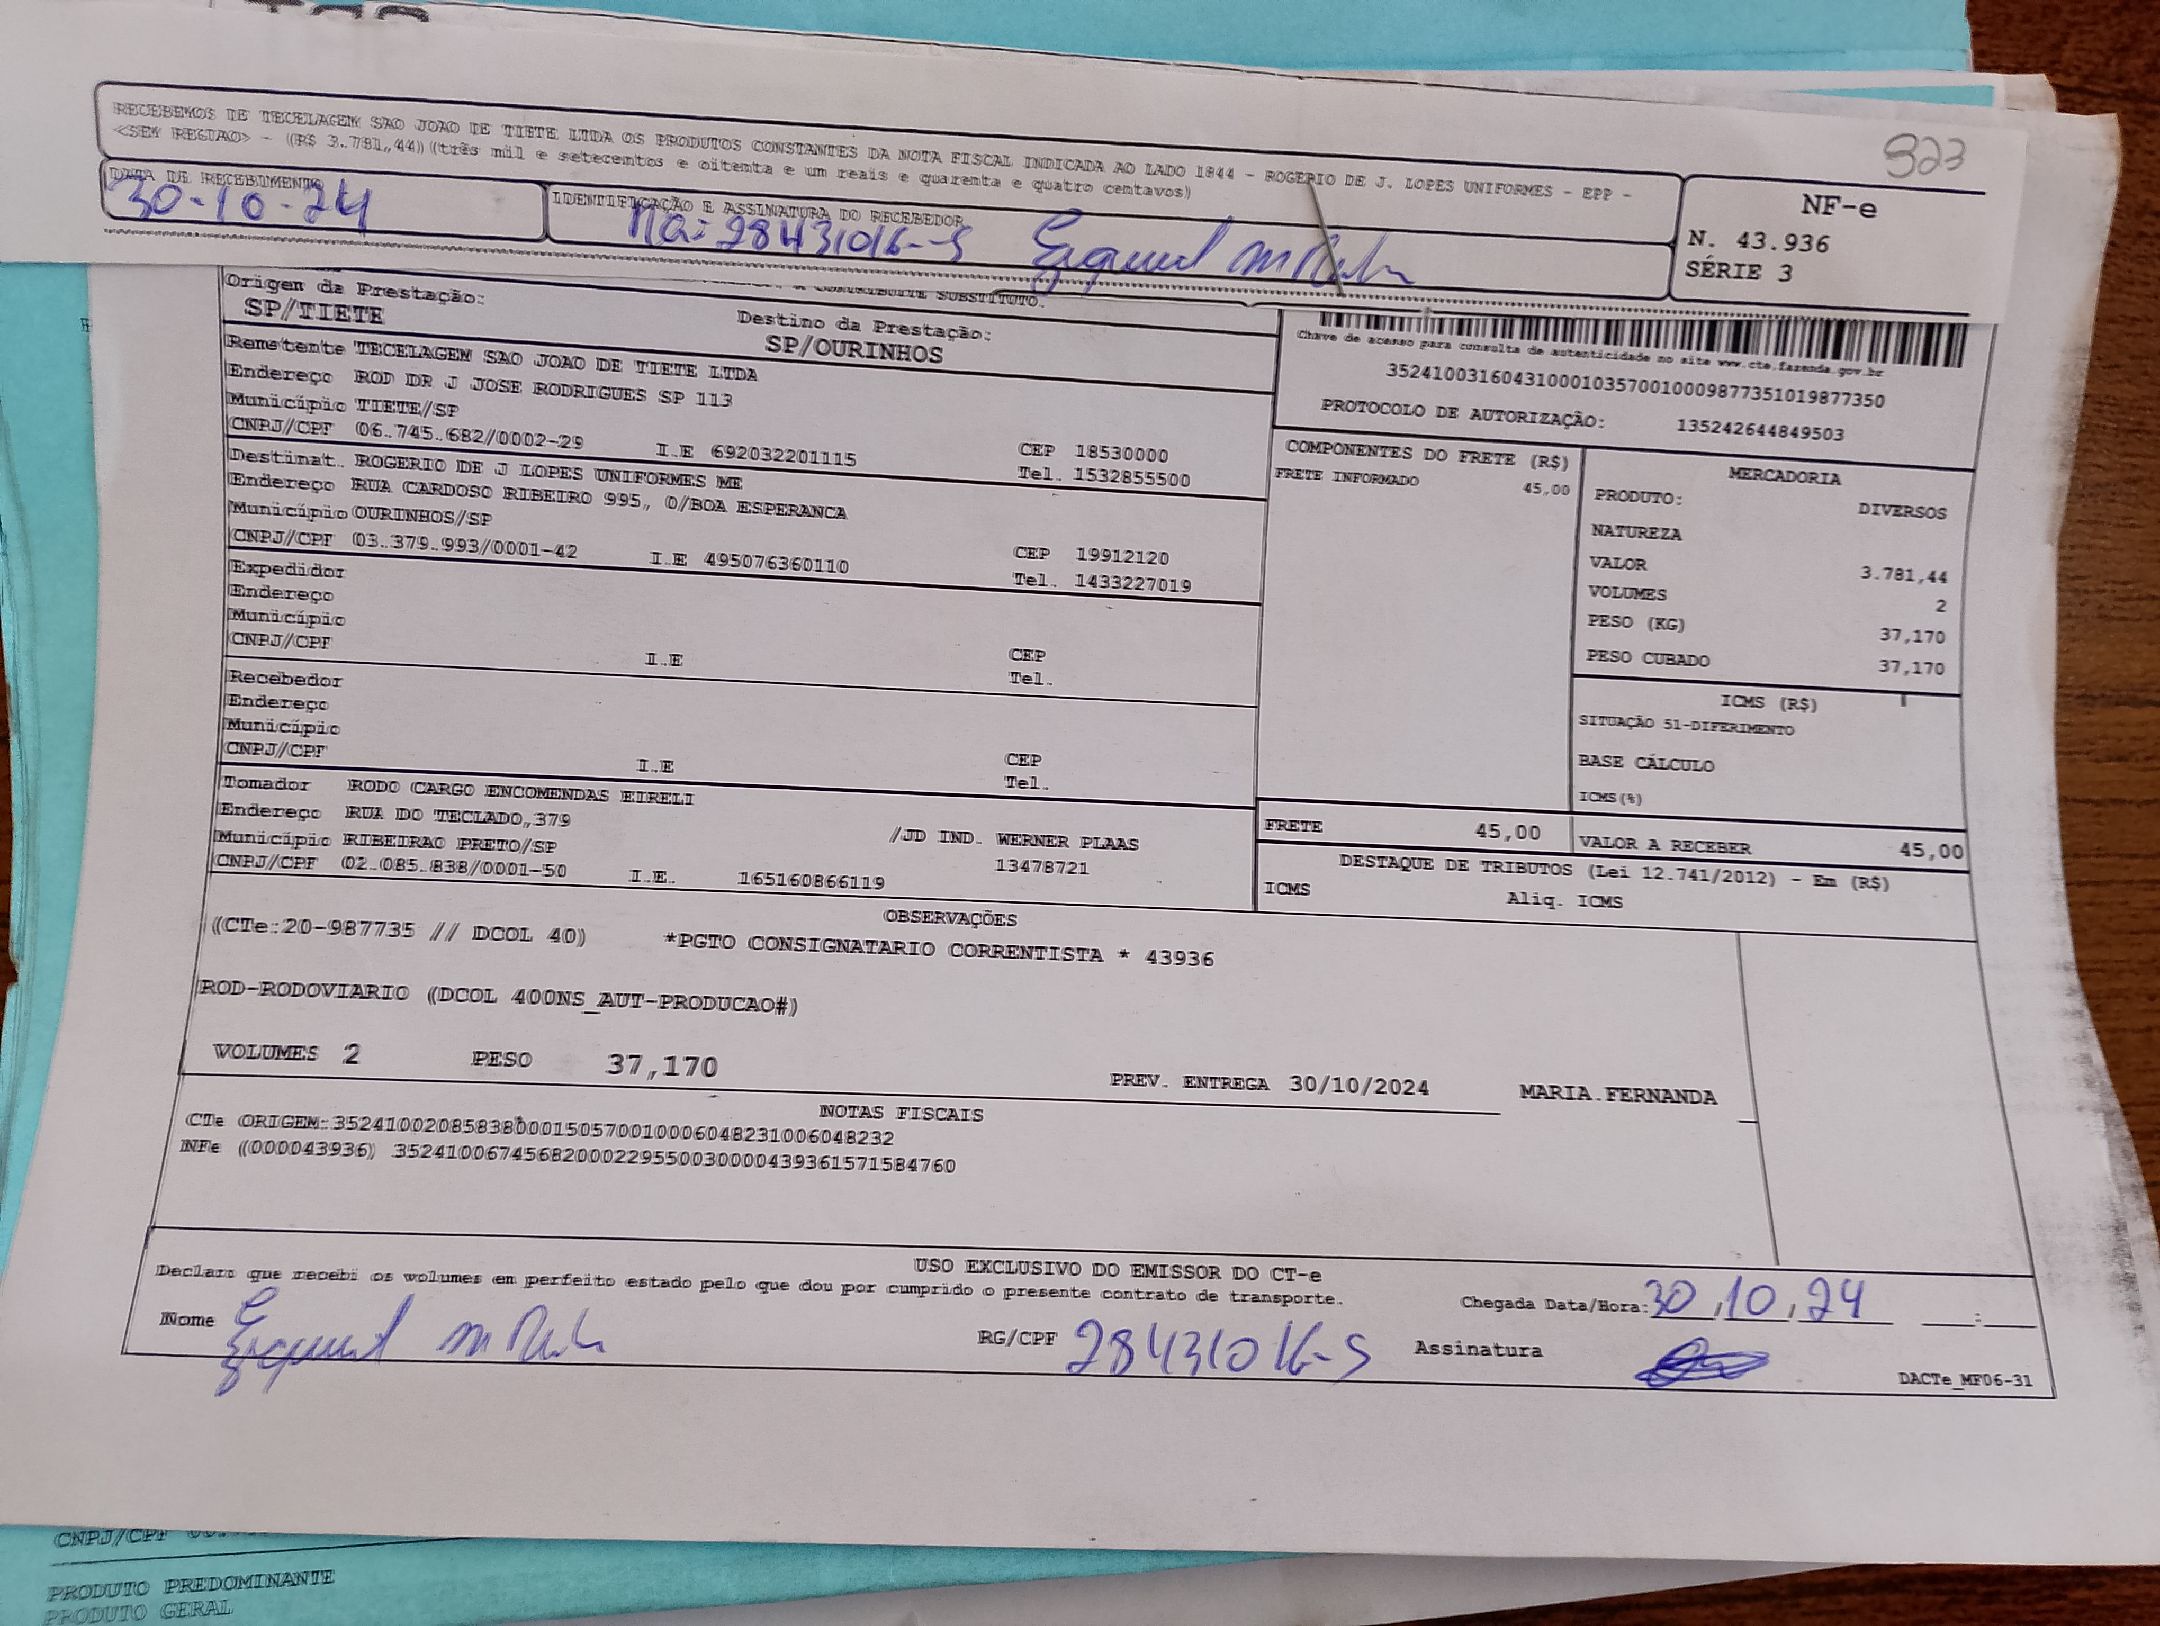 923
RECEBEMOS DE TECELAGEM SAO JOAO DE TIETE LTDA OS PRODUTOS CONSTANTES DA NOTA FISCAL INDICADA AO LADO 1844 - ROGERIO DE J. LOPES UNIFORMES - EPP -
<SEM REGIAO> - (R$ 3.781,44)(três mil e setecentos e oitenta e um reais e quarenta e quatro centavos)
DATA DE RECEBIMENTO
30-10-24
IDENTIFICAÇÃO E ASSINATURA DO RECEBEDOR
28431016-5
NF-e
N. 43.936
SÉRIE 3
SUBSTITUTO.
Origen da Prestação:
SP/TIETE
Destino da Prestação:
SP/OURINHOS
Chave de acesso para consulta de autenticidade no site www.cte.fazenda.gov.br
35241003160431000103570010009877351019877350
PROTOCOLO DE AUTORIZAÇÃO: 135242644849503
Remetente TECELAGEM SAO JOAO DE TIETE LTDA
Endereço ROD DR J JOSE RODRIGUES SP 113
Município TIETE/SP
CNPJ/CPF 06.745.682/0002-29 I.E 692032201115
CEP 18530000
Tel. 1532855500
Destinat. ROGERIO DE J LOPES UNIFORMES ME
Endereço RUA CARDOSO RIBEIRO 995, 0/BOA ESPERANCA
Município OURINHOS/SP
CNPJ/CPF 03.379.993/0001-42 I.E 495076360110
CEP 19912120
Tel. 1433227019
Expedidor
Endereço
Município
CNPJ/CPF I.E
CEP
Tel.
Recebedor
Endereço
Município
CNPJ/CPF I.E
CEP
Tel.
Tomador RODO CARGO ENCOMENDAS EIRELI
Endereço RUA DO TECLADO,379 /JD IND. WERNER PLAAS
Município RIBEIRAO PRETO/SP 13478721
CNPJ/CPF 02.085.838/0001-50 I.E. 165160866119
COMPONENTES DO FRETE (R$)
FRETE INFORMADO 45,00
MERCADORIA
PRODUTO: DIVERSOS
NATUREZA
VALOR 3.781,44
VOLUMES 2
PESO (KG) 37,170
PESO CUBADO 37,170
ICMS (R$)
SITUAÇÃO 51-DIFERIMENTO
BASE CÁLCULO
ICMS(%)
FRETE 45,00
VALOR A RECEBER 45,00
DESTAQUE DE TRIBUTOS (Lei 12.741/2012) - Em (R$)
ICMS Aliq. ICMS
OBSERVAÇÕES
(CTe:20-987735 // DCOL 40) *PGTO CONSIGNATARIO CORRENTISTA * 43936
ROD-RODOVIARIO (DCOL 400NS_AUT-PRODUCAO#)
VOLUMES 2 PESO 37,170 PREV. ENTREGA 30/10/2024 MARIA.FERNANDA
NOTAS FISCAIS
CTe ORIGEM:35241002085838000150570010006048231006048232
NFe (000043936) 35241006745682000229550030000439361571584760
USO EXCLUSIVO DO EMISSOR DO CT-e
Declaro que recebi os volumes em perfeito estado pelo que dou por cumprido o presente contrato de transporte.
Chegada Data/Hora: 30,10,24 :
Nome
RG/CPF 28431016-5
Assinatura
DACTe_MF06-31
CNPJ/CPF
PRODUTO PREDOMINANTE
PRODUTO GERAL